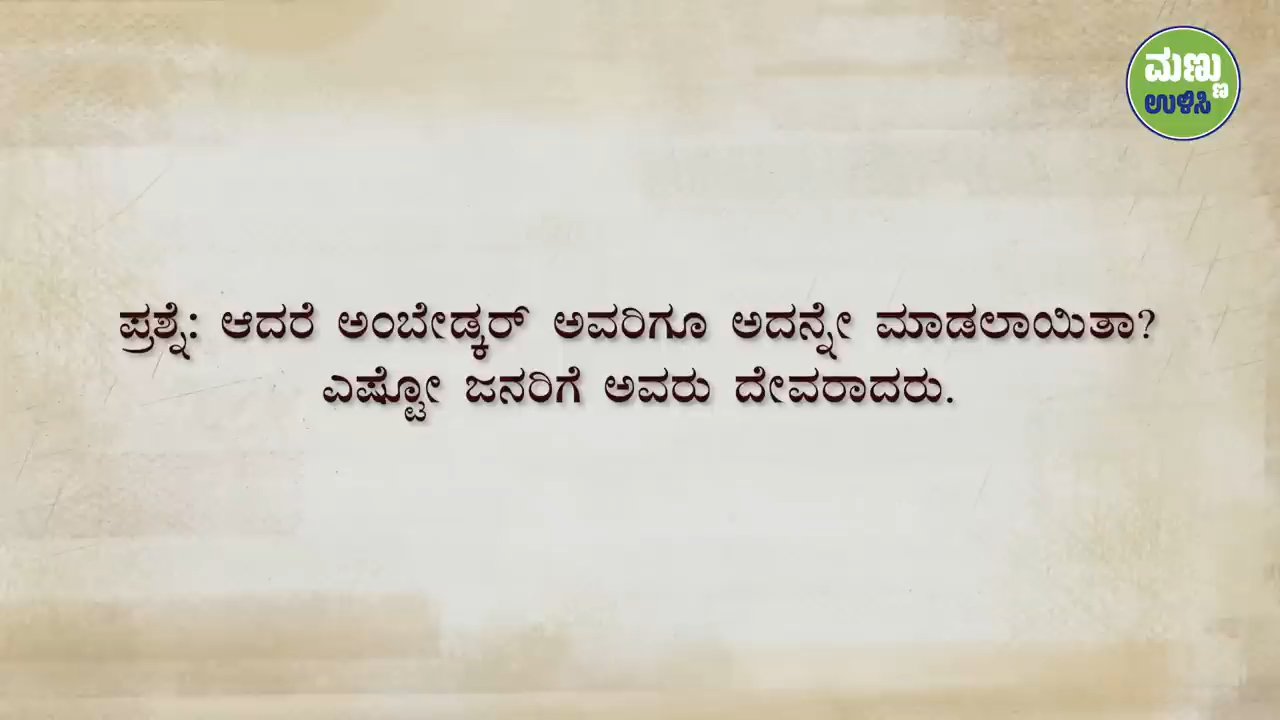 ಮಣ್ಣು
ಉಳಿಸಿ
ಪ್ರಶ್ನೆ: ಆದರೆ ಅಂಬೇಡ್ಕರ್ ಅವರಿಗೂ ಅದನ್ನೇ ಮಾಡಲಾಯಿತಾ?
ಎಷ್ಟೋ ಜನರಿಗೆ ಅವರು ದೇವರಾದರು.